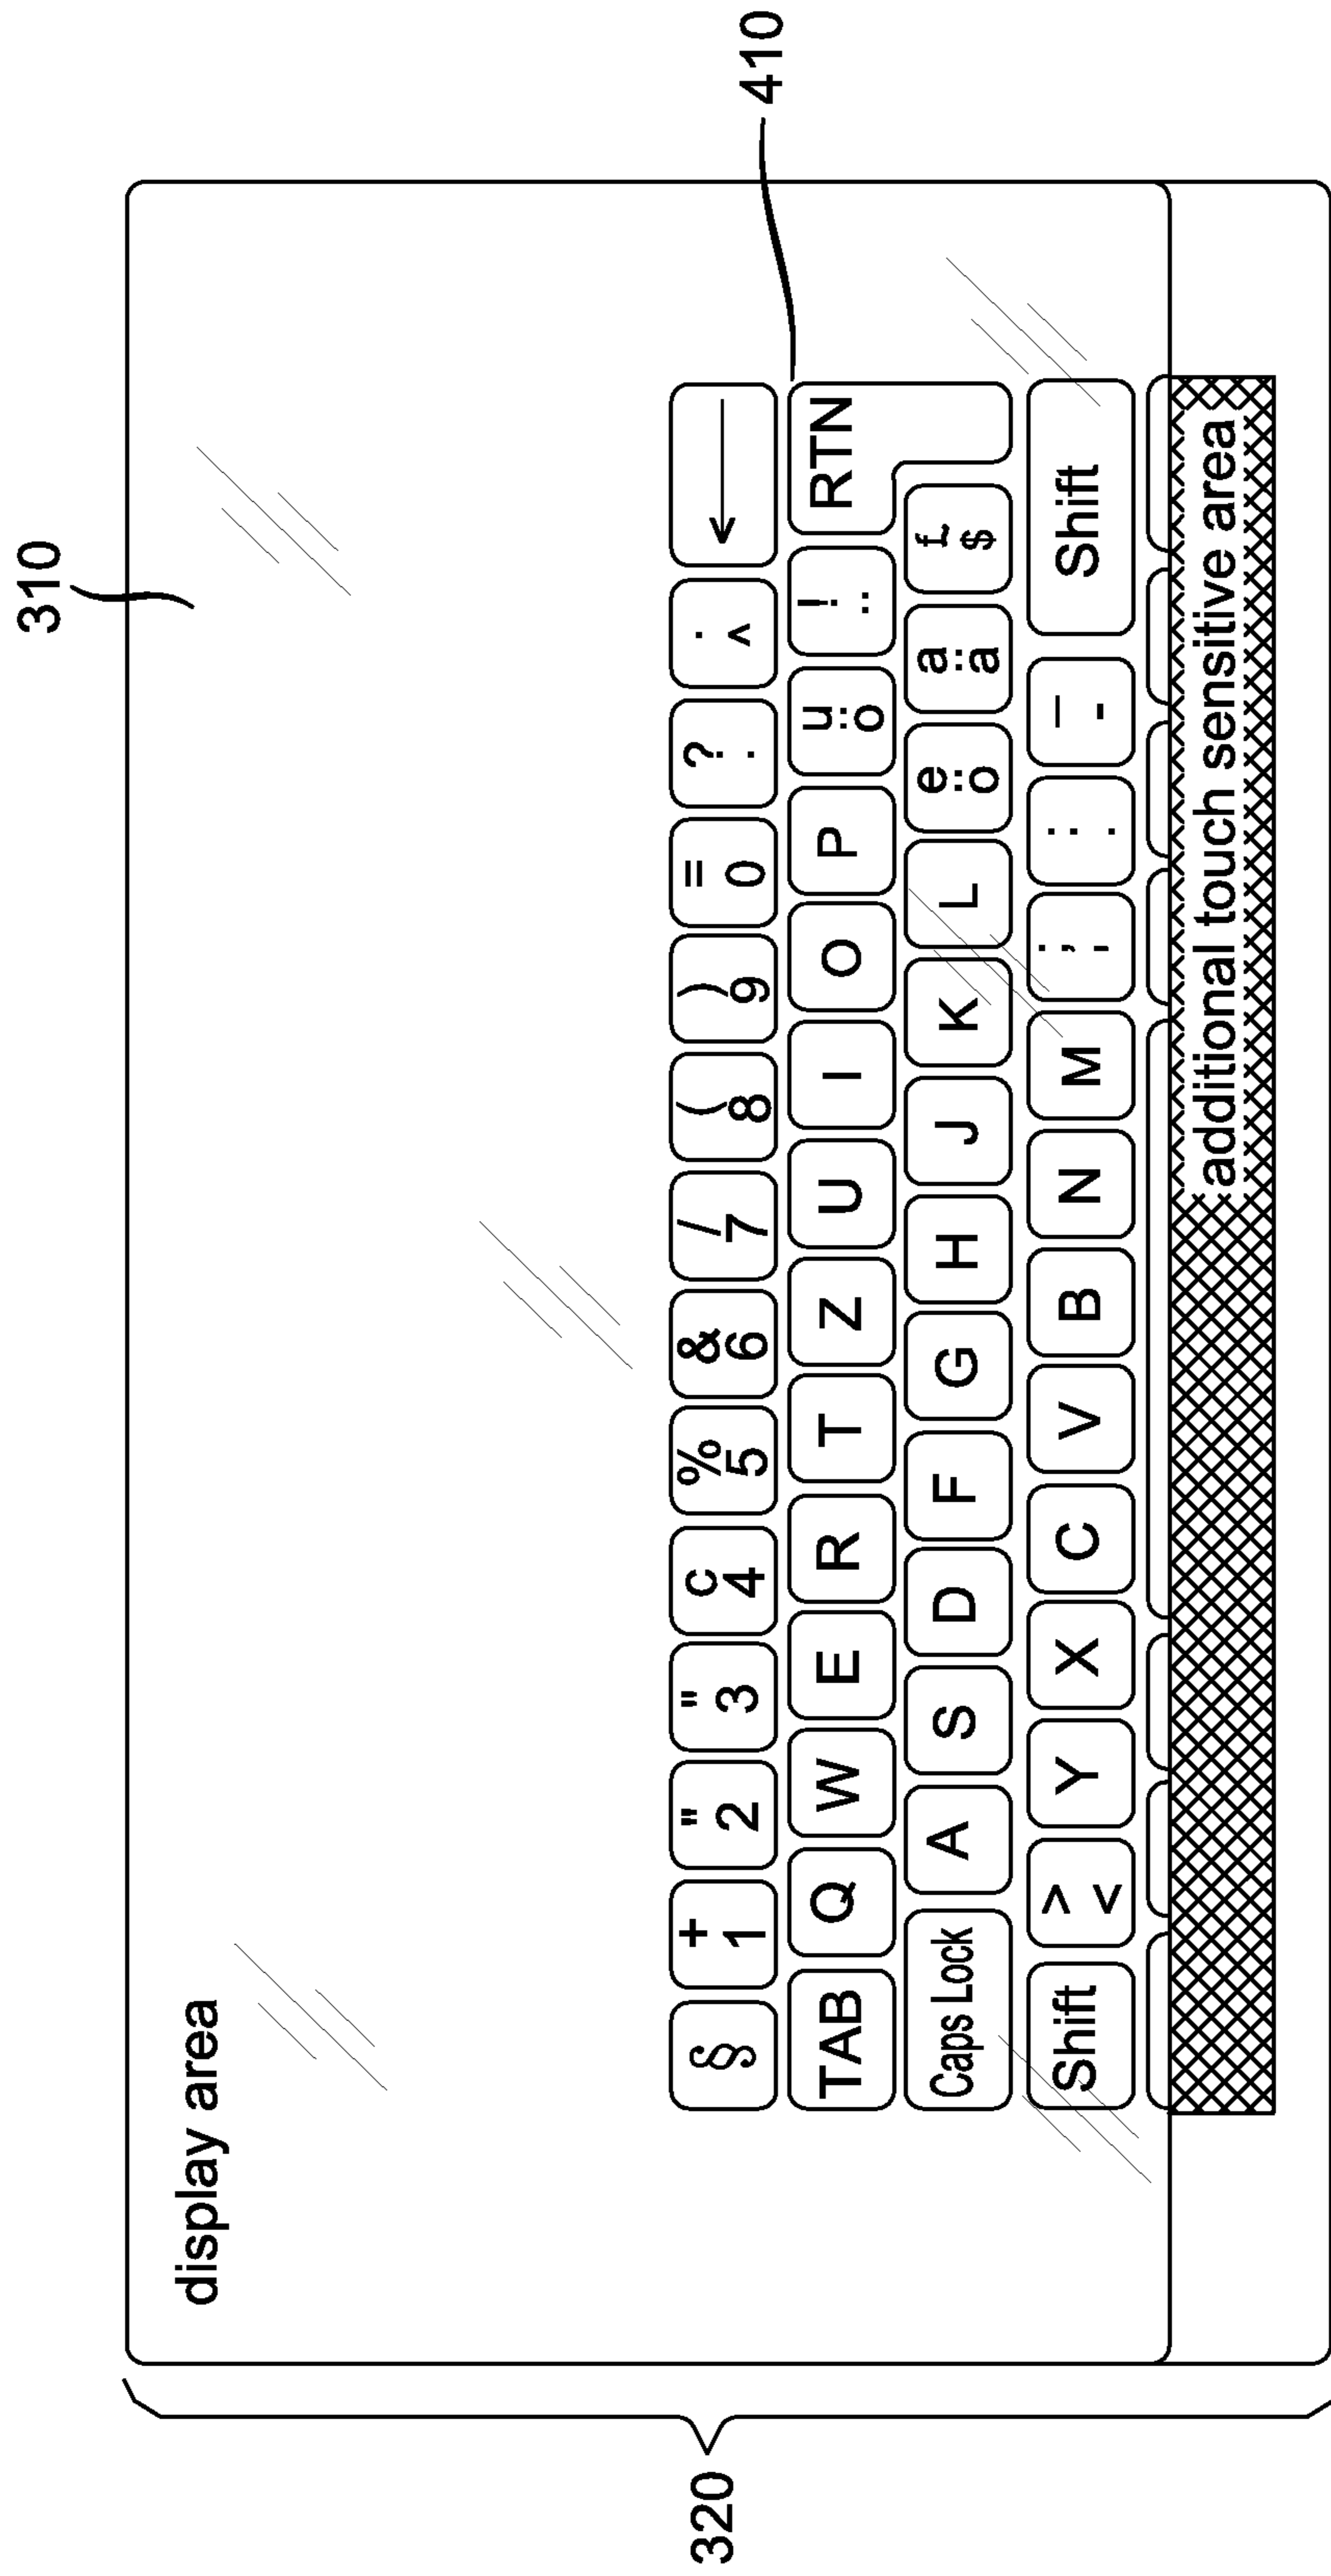 310
410
320
display area
§ + 1 " 2 " 3 c 4 % 5 & 6 / 7 ( 8 ) 9 = 0 ? . ^ ←
TAB Q W E R T Z U I O P ü ö ! ¨ RTN
Caps Lock A S D F G H J K L e ö a ä £ $
Shift > < Y X C V B N M ; , : . _ - Shift
additional touch sensitive area